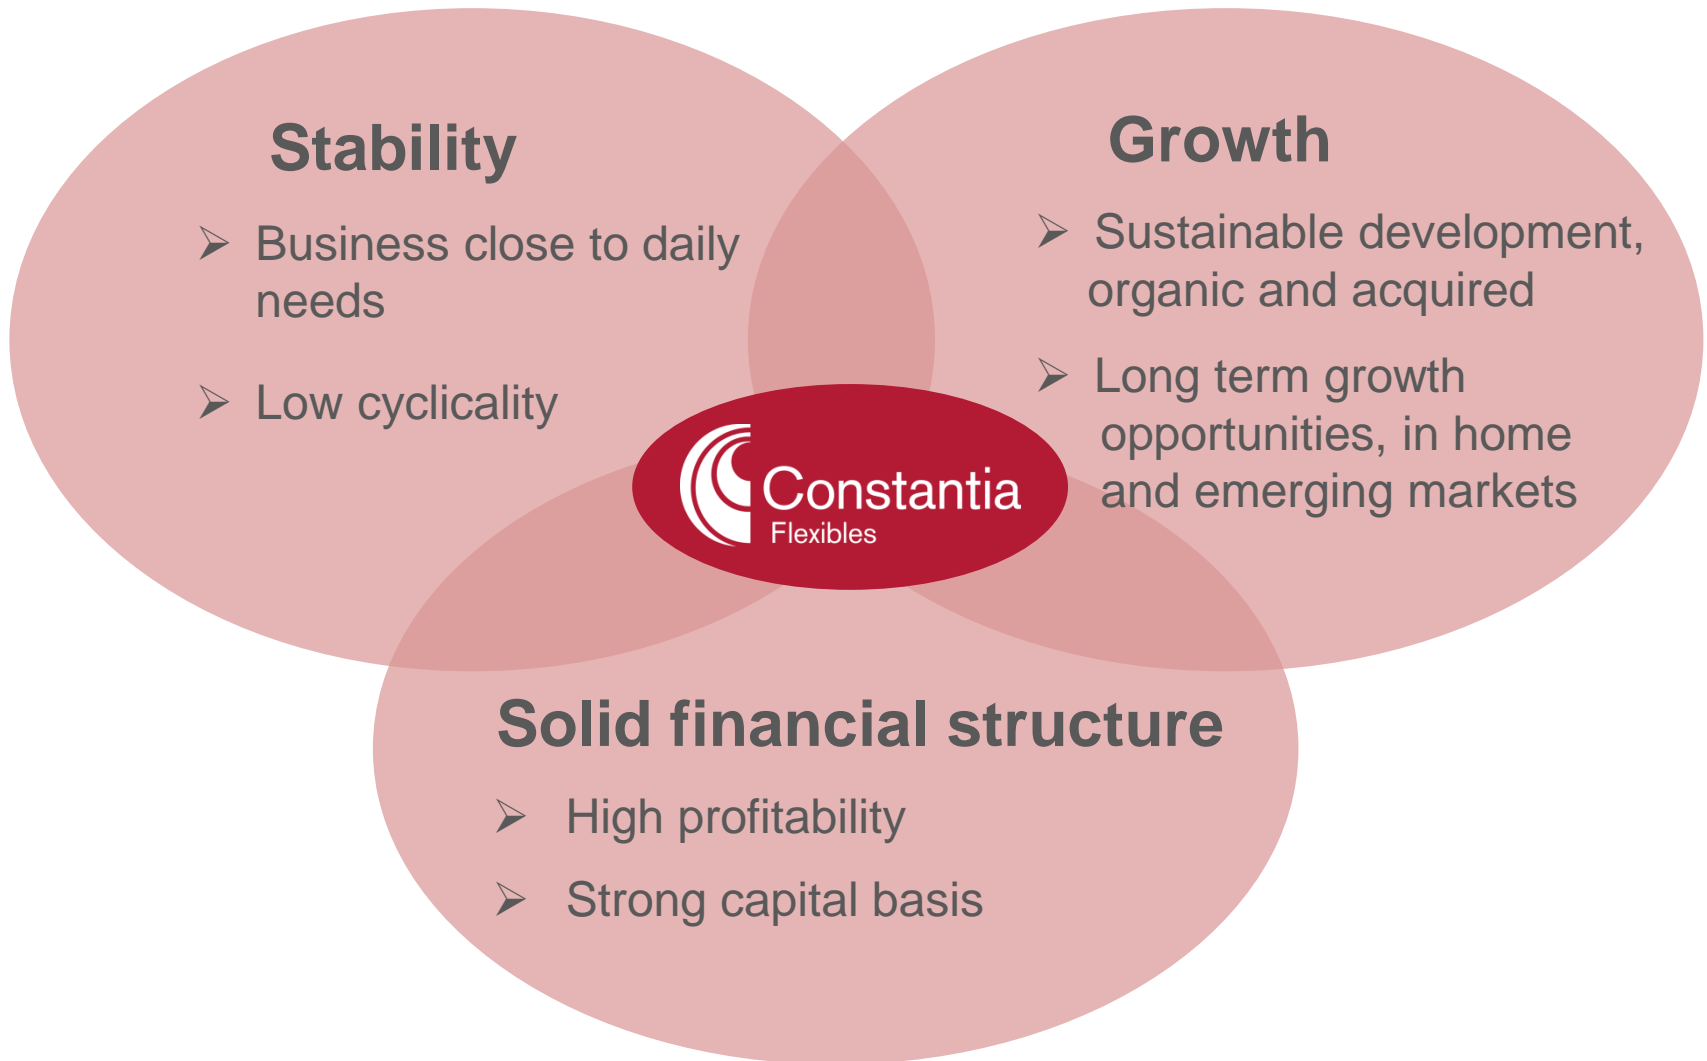 Stability
➢ Business close to daily
needs
➢ Low cyclicality
Growth
➢ Sustainable development,
organic and acquired
➢ Long term growth
opportunities, in home
and emerging markets
Constantia
Flexibles
Solid financial structure
➢ High profitability
➢ Strong capital basis